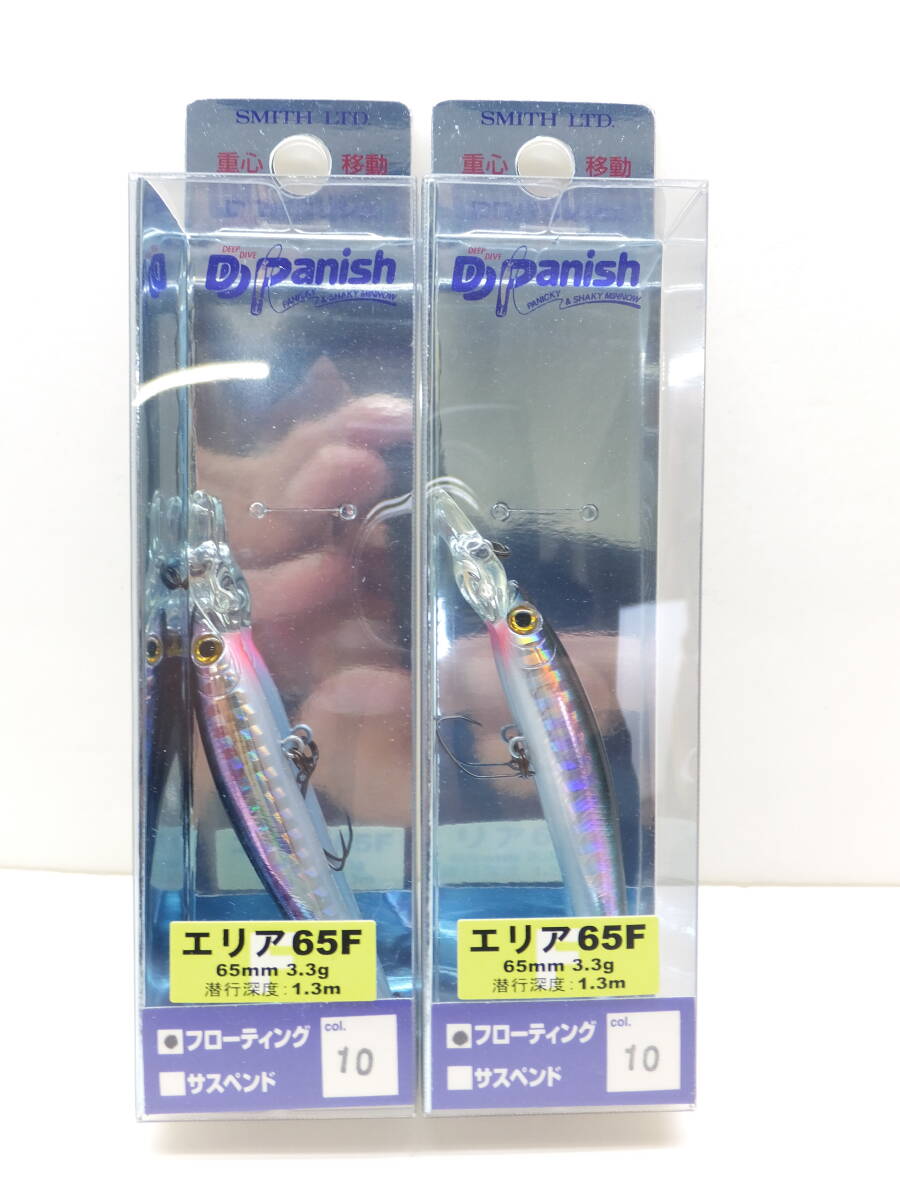 SMITH LTD.
重心 移動
DEEP DIVE
DD Panish
PANICKY & SHAKY MINNOW
エリア65F
65mm 3.3g
潜行深度:1.3m
フローティング
サスペンド
col.
10
SMITH LTD.
重心 移動
DEEP DIVE
DD Panish
PANICKY & SHAKY MINNOW
エリア65F
65mm 3.3g
潜行深度:1.3m
フローティング
サスペンド
col.
10